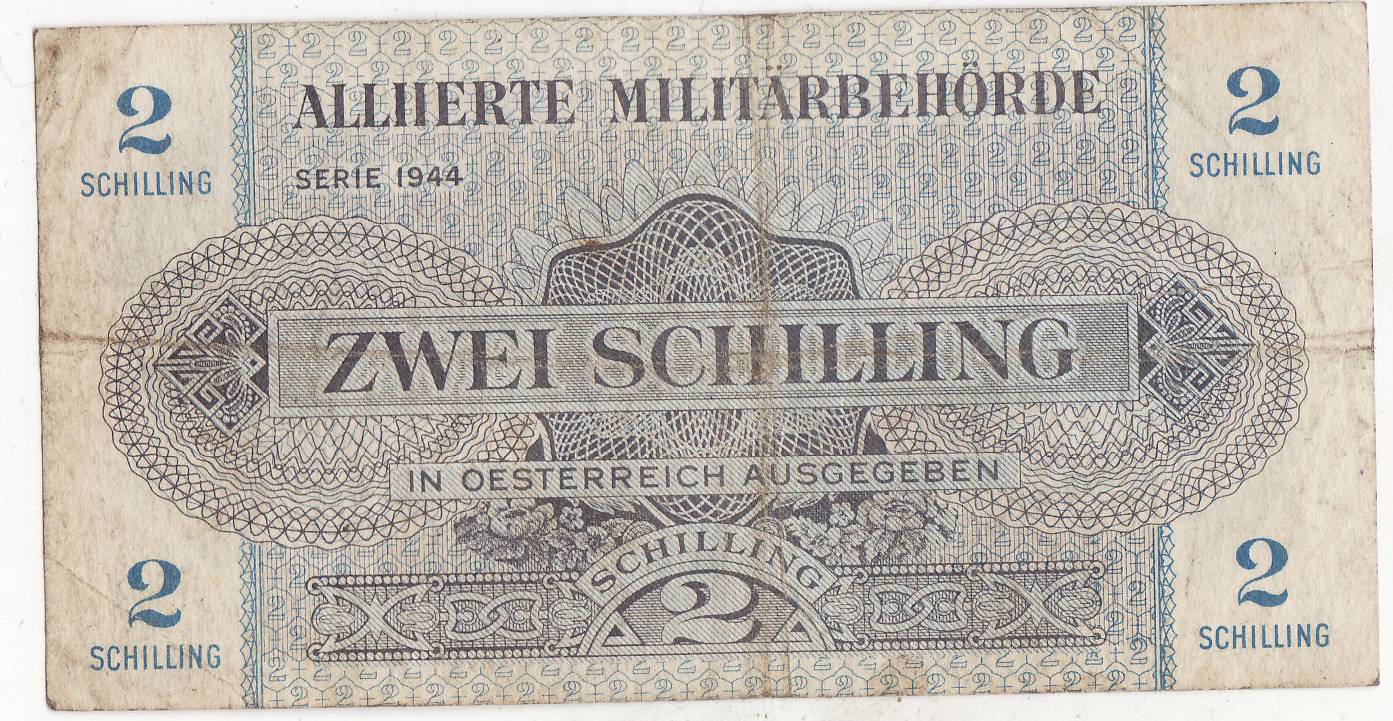 ALLIIERTE MILITÄRBEHÖRDE
2
SCHILLING
2
SCHILLING
SERIE 1944
ZWEI SCHILLING
IN OESTERREICH AUSGEGEBEN
SCHILLING
2
2
SCHILLING
2
SCHILLING